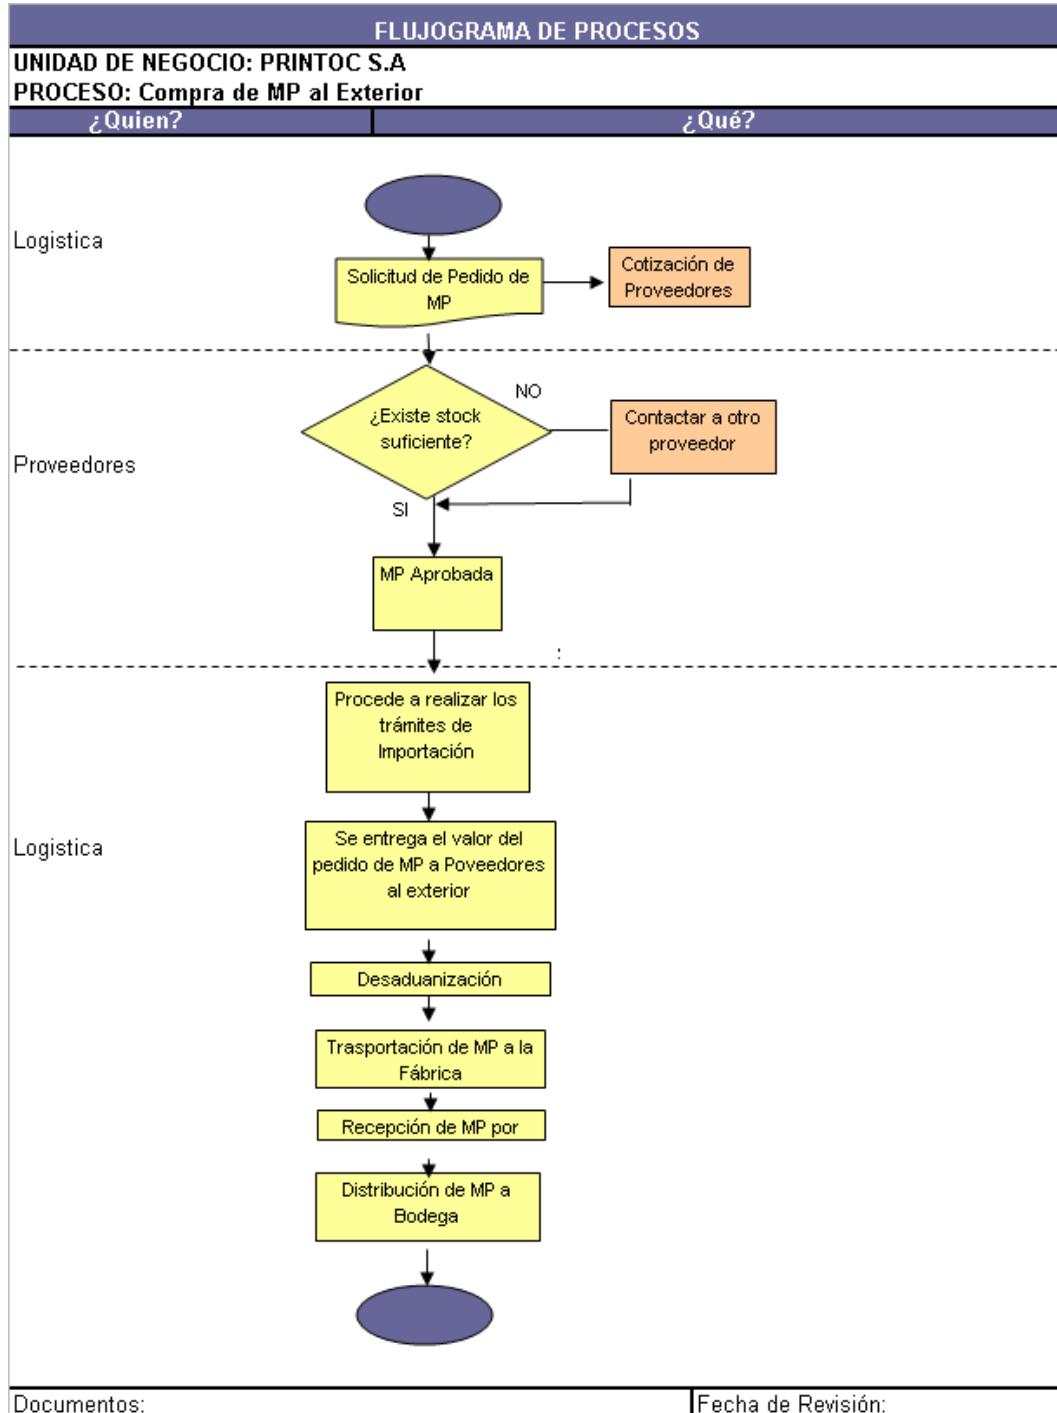 FLUJOGRAMA DE PROCESOS
UNIDAD DE NEGOCIO: PRINTOC S.A
PROCESO: Compra de MP al Exterior
¿Quien?
¿Qué?
Logistica
Solicitud de Pedido de
MP
Cotización de
Proveedores
NO
¿Existe stock
suficiente?
Contactar a otro
proveedor
Proveedores
SI
MP Aprobada
:
Procede a realizar los
trámites de
Importación
Logistica
Se entrega el valor del
pedido de MP a Poveedores
al exterior
Desaduanización
Trasportación de MP a la
Fábrica
Recepción de MP por
Distribución de MP a
Bodega
Documentos:
Fecha de Revisión: